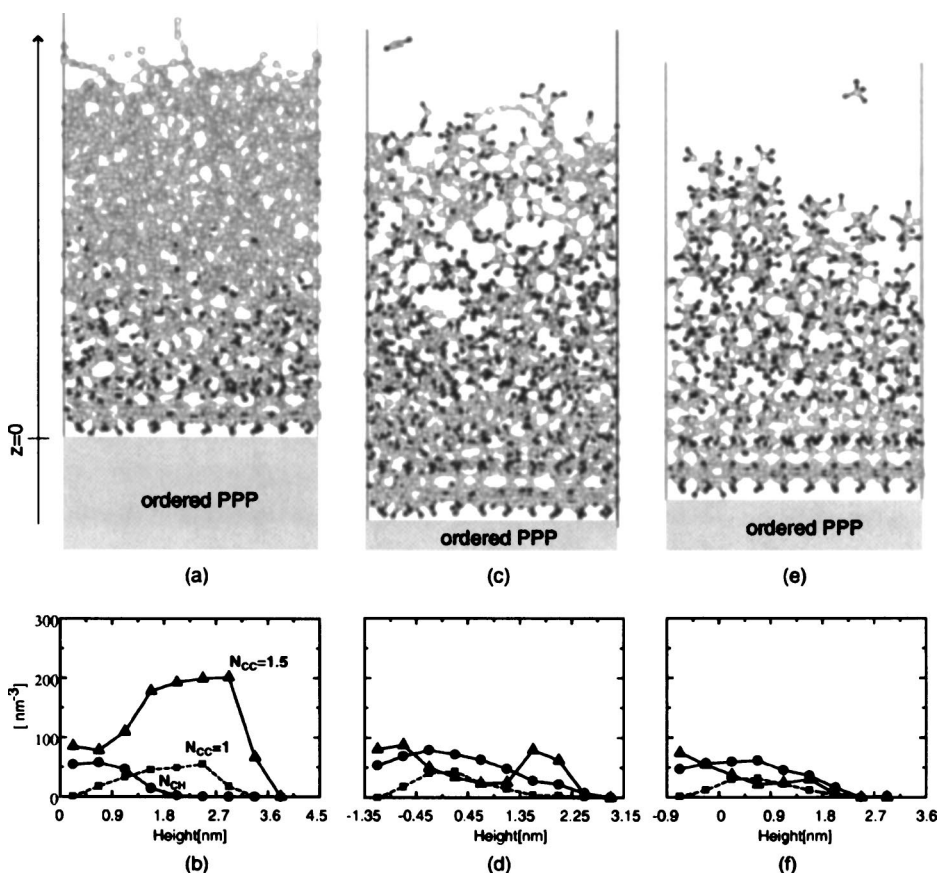 z=0
ordered PPP
ordered PPP
ordered PPP
(a)
(c)
(e)
[ nm⁻³ ]
300
200
100
0
N_CC=1.5
N_CC=1
N_CH
0 0.9 1.8 2.7 3.6 4.5
Height[nm]
-1.35 -0.45 0.45 1.35 2.25 3.15
Height[nm]
-0.9 0 0.9 1.8 2.7 3.6
Height[nm]
(b)
(d)
(f)